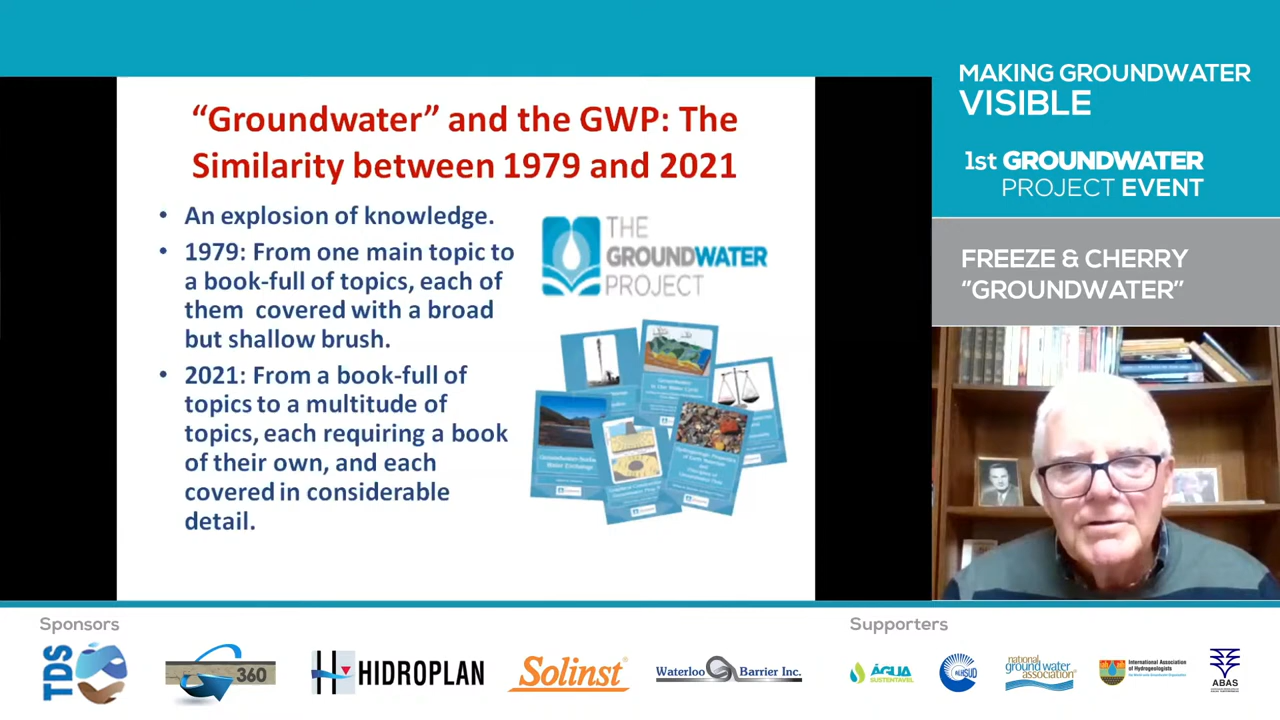 “Groundwater” and the GWP: The
Similarity between 1979 and 2021
• An explosion of knowledge.
• 1979: From one main topic to
a book-full of topics, each of
them covered with a broad
but shallow brush.
• 2021: From a book-full of
topics to a multitude of
topics, each requiring a book
of their own, and each
covered in considerable
detail.
THE
GROUNDWATER
PROJECT
MAKING GROUNDWATER
VISIBLE
1st GROUNDWATER
PROJECT EVENT
FREEZE & CHERRY
“GROUNDWATER”
Sponsors
TDS
360
HIDROPLAN
Solinst
Waterloo Barrier Inc.
Supporters
ÁGUA
SUSTENTAVEL
ALHSUD
national
ground water
association
International Association
of Hydrogeologists
ABAS